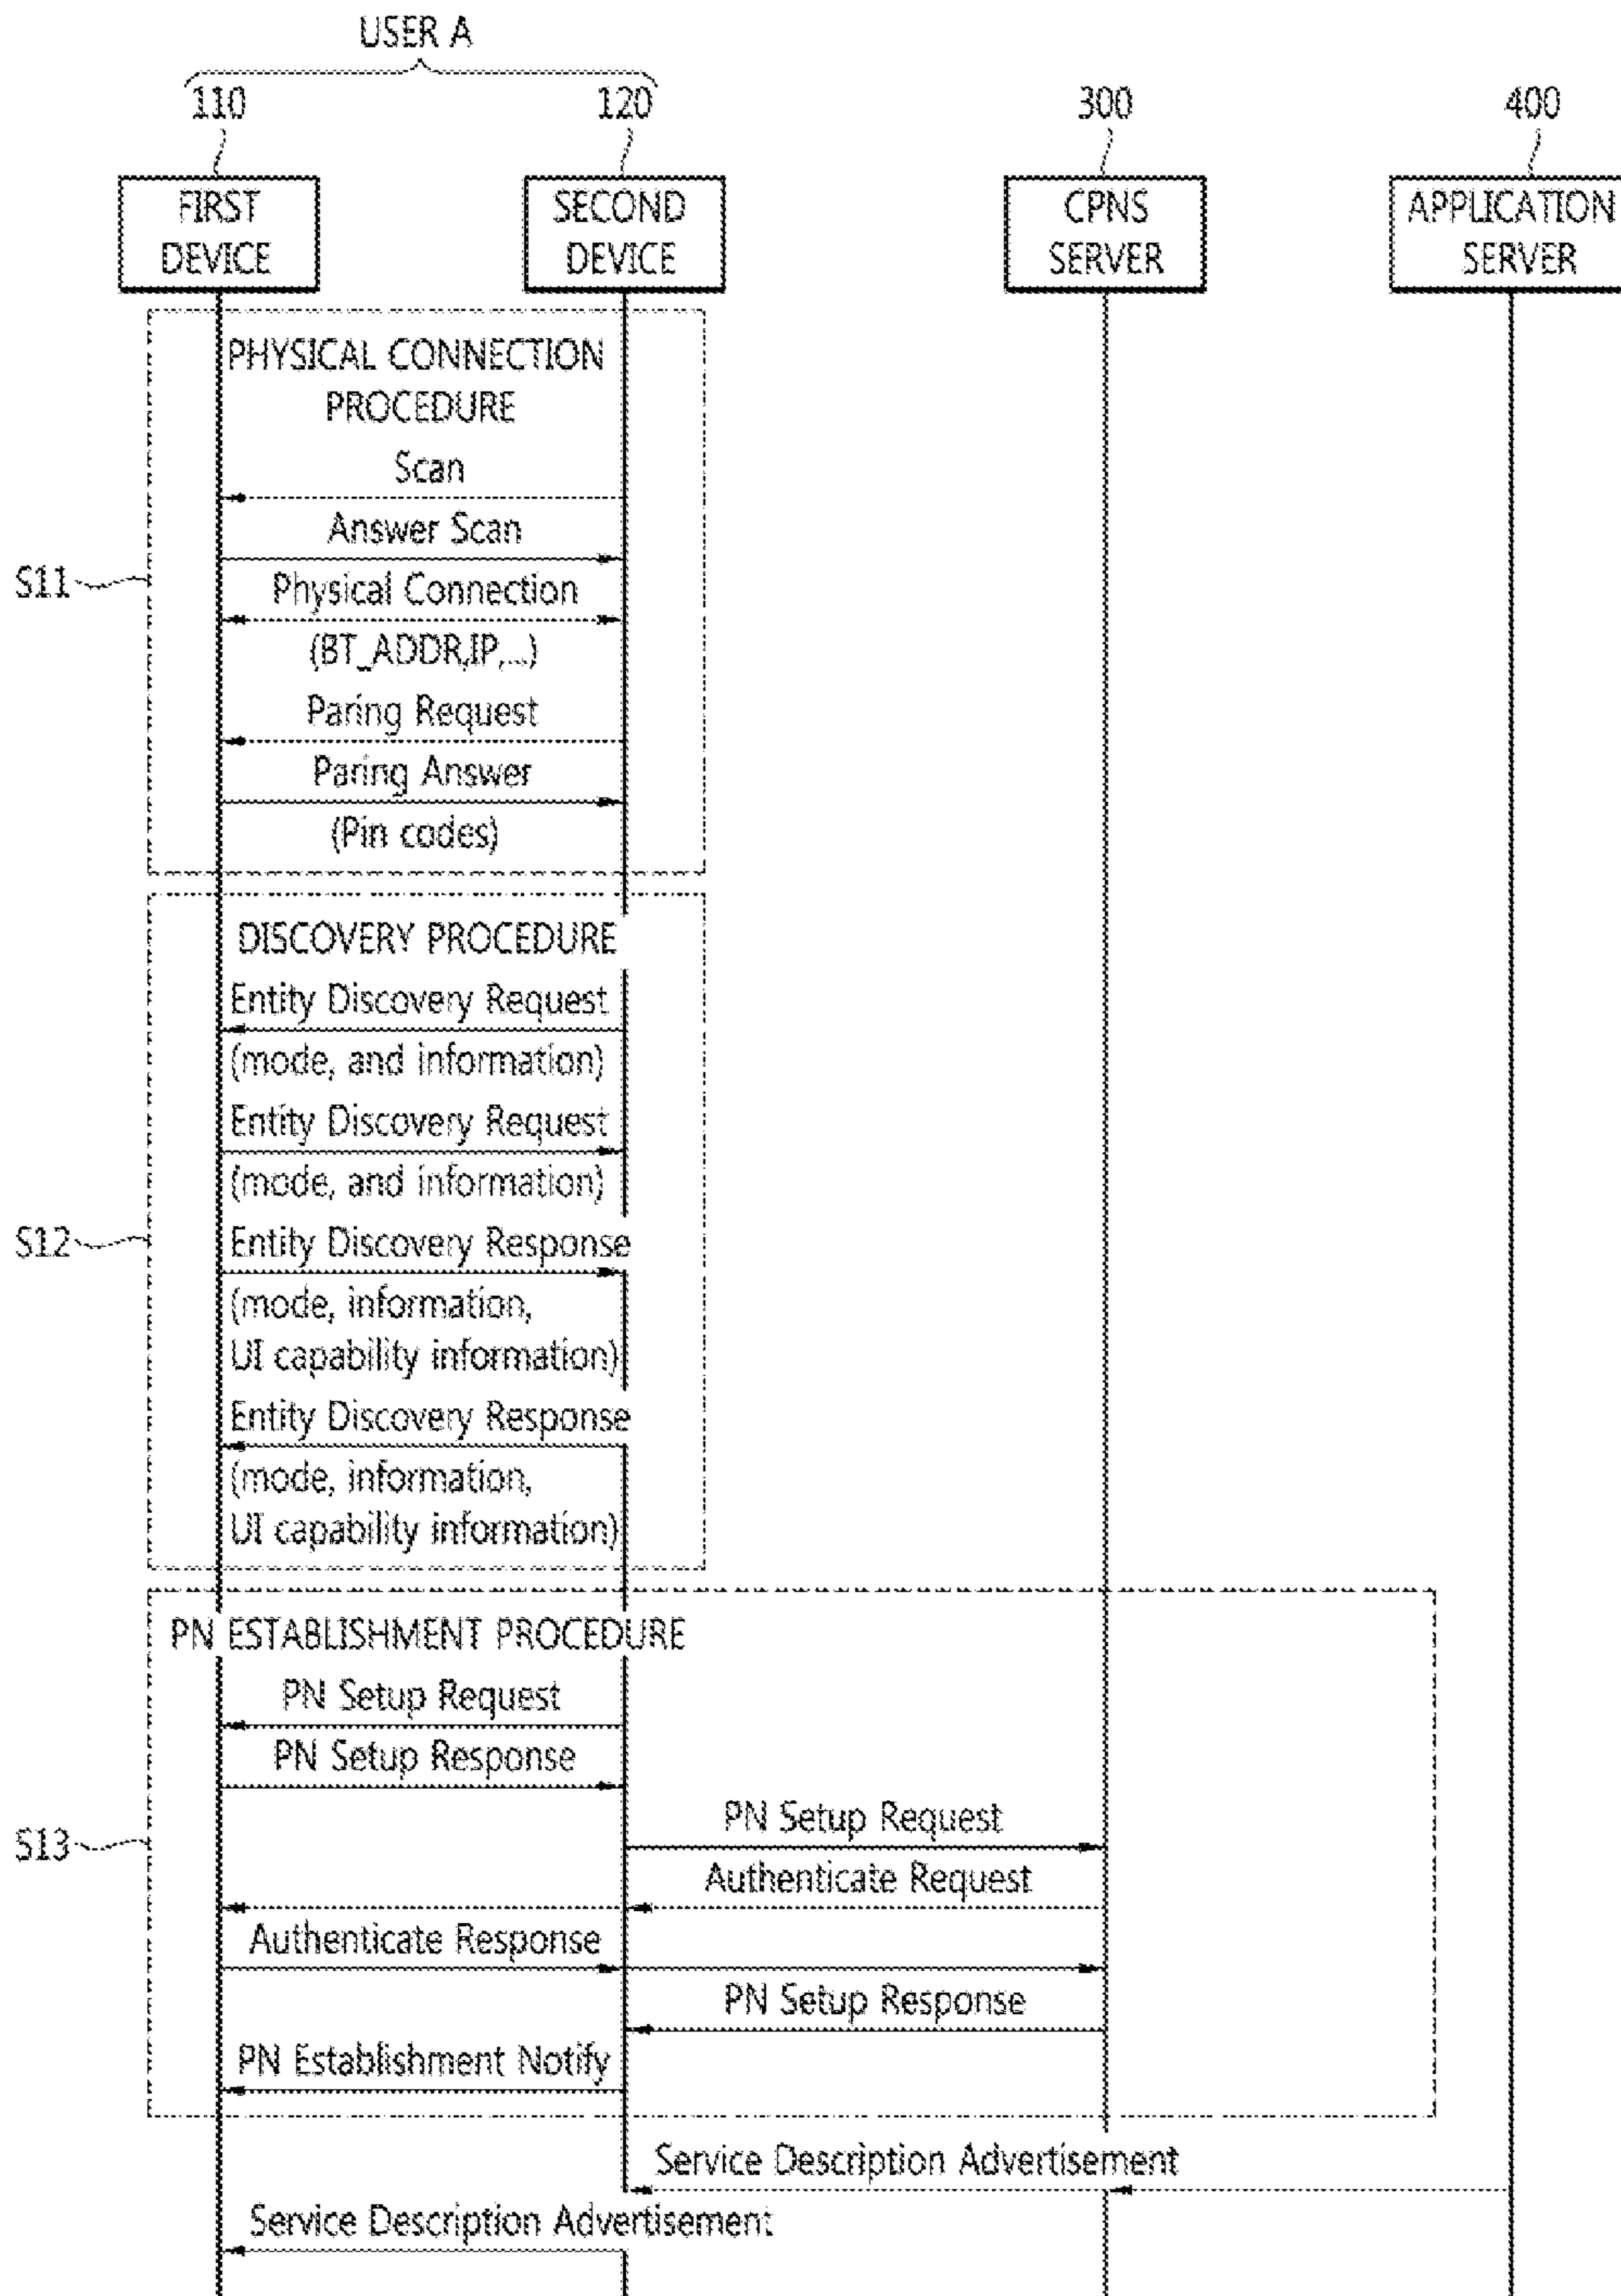 USER A
110
120
300
400
FIRST
DEVICE
SECOND
DEVICE
CPNS
SERVER
APPLICATION
SERVER
PHYSICAL CONNECTION
PROCEDURE
Scan
Answer Scan
S11
Physical Connection
(BT_ADDR,IP,...)
Paring Request
Paring Answer
(Pin codes)
DISCOVERY PROCEDURE
Entity Discovery Request
(mode, and information)
Entity Discovery Request
(mode, and information)
S12
Entity Discovery Response
(mode, information,
UI capability information)
Entity Discovery Response
(mode, information,
UI capability information)
PN ESTABLISHMENT PROCEDURE
PN Setup Request
PN Setup Response
S13
PN Setup Request
Authenticate Request
Authenticate Response
PN Setup Response
PN Establishment Notify
Service Description Advertisement
Service Description Advertisement